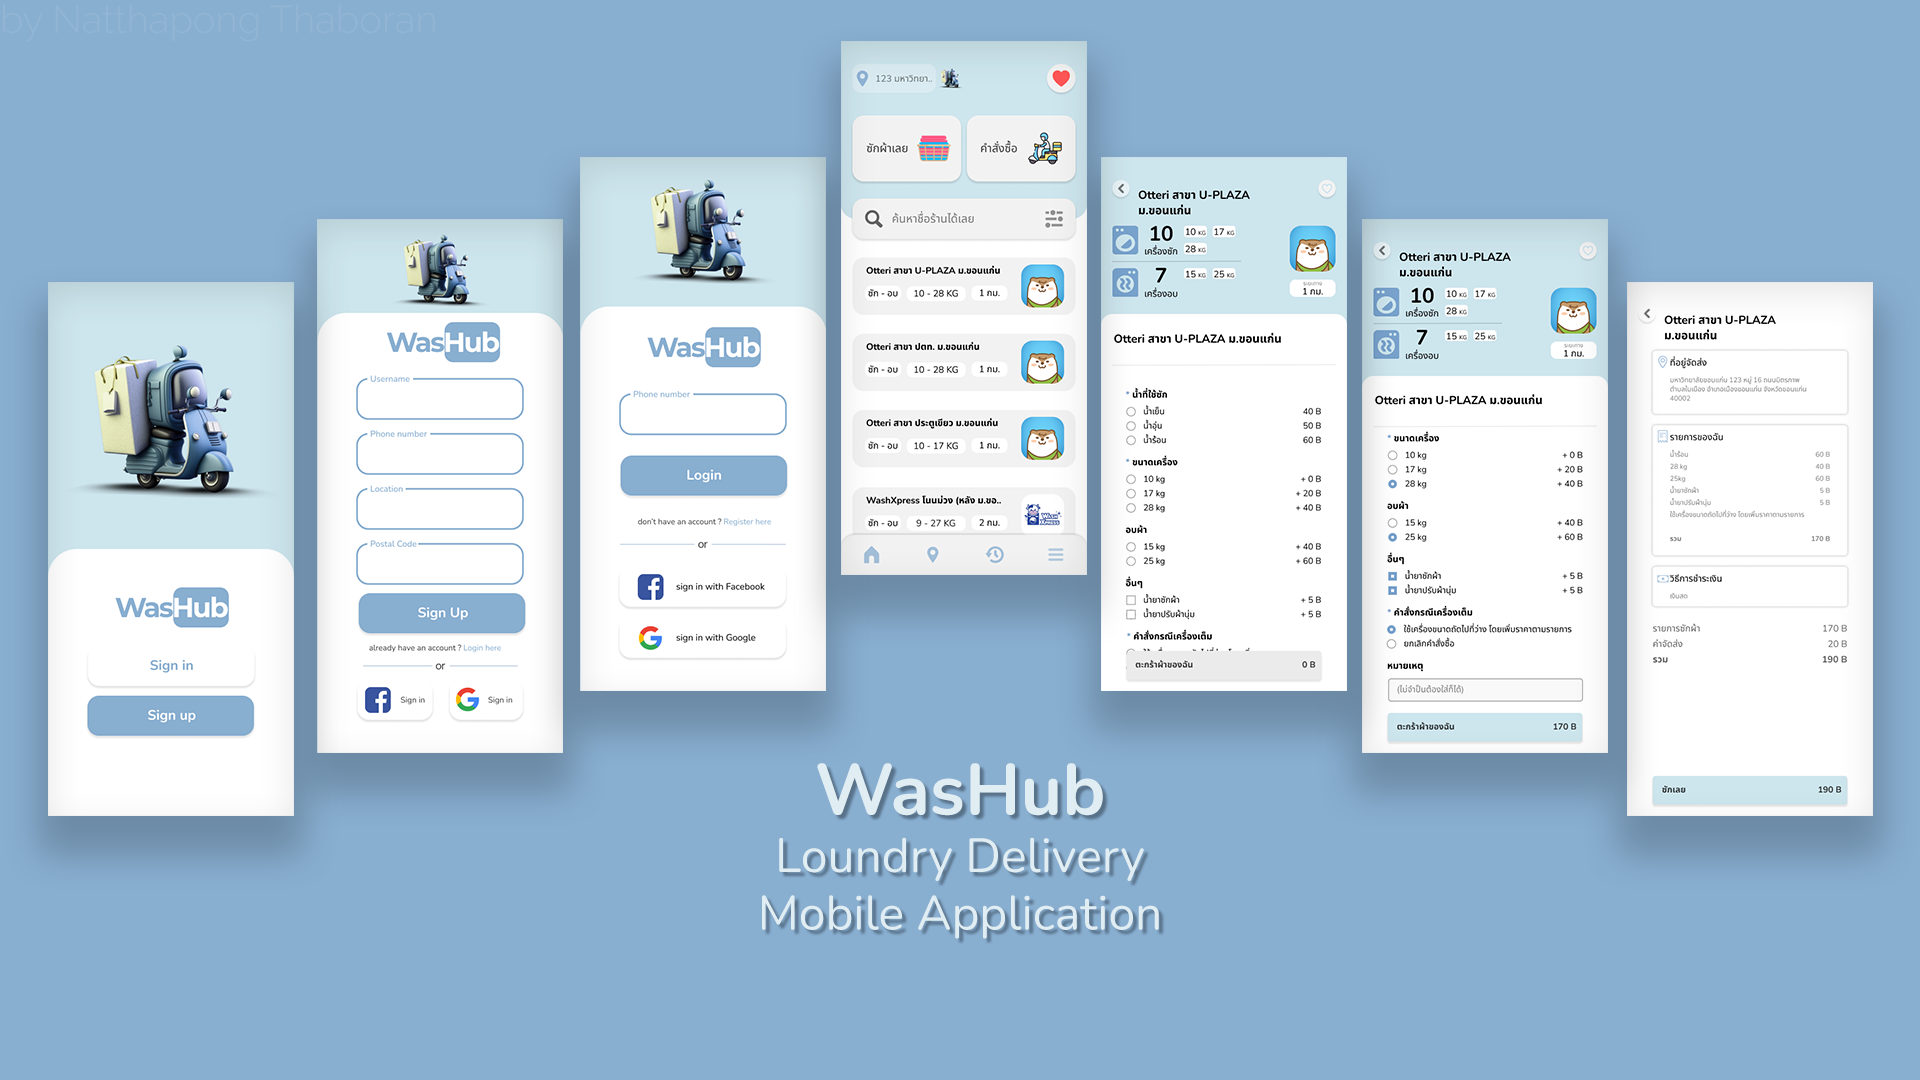 by Natthapong Thaboran
WasHub
Sign in
Sign up
WasHub
Username
Phone number
Location
Postal Code
Sign Up
already have an account ? Login here
or
Sign in
Sign in
WasHub
Phone number
Login
don't have an account ? Register here
or
sign in with Facebook
sign in with Google
123 มหาวิทยา..
ซักผ้าเลย
คำสั่งซื้อ
ค้นหาชื่อร้านได้เลย
Otteri สาขา U-PLAZA ม.ขอนแก่น
ซัก - อบ 10 - 28 KG 1 กม.
Otteri สาขา ปตท. ม.ขอนแก่น
ซัก - อบ 10 - 28 KG 1 กม.
Otteri สาขา ประตูเขียว ม.ขอนแก่น
ซัก - อบ 10 - 17 KG 1 กม.
WashXpress โนนม่วง (หลัง ม.ขอ..
ซัก - อบ 9 - 27 KG 2 กม.
Otteri สาขา U-PLAZA
ม.ขอนแก่น
10 10 KG 17 KG
เครื่องซัก 28 KG
7 15 KG 25 KG
เครื่องอบ
ระยะทาง
1 กม.
Otteri สาขา U-PLAZA ม.ขอนแก่น
* น้ำที่ใช้ซัก
น้ำเย็น 40 B
น้ำอุ่น 50 B
น้ำร้อน 60 B
* ขนาดเครื่อง
10 kg + 0 B
17 kg + 20 B
28 kg + 40 B
อบผ้า
15 kg + 40 B
25 kg + 60 B
อื่นๆ
น้ำยาซักผ้า + 5 B
น้ำยาปรับผ้านุ่ม + 5 B
* คำสั่งกรณีเครื่องเต็ม
ตะกร้าผ้าของฉัน 0 B
Otteri สาขา U-PLAZA
ม.ขอนแก่น
10 10 KG 17 KG
เครื่องซัก 28 KG
7 15 KG 25 KG
เครื่องอบ
ระยะทาง
1 กม.
Otteri สาขา U-PLAZA ม.ขอนแก่น
* ขนาดเครื่อง
10 kg + 0 B
17 kg + 20 B
28 kg + 40 B
อบผ้า
15 kg + 40 B
25 kg + 60 B
อื่นๆ
น้ำยาซักผ้า + 5 B
น้ำยาปรับผ้านุ่ม + 5 B
* คำสั่งกรณีเครื่องเต็ม
ใช้เครื่องขนาดถัดไปที่ว่าง โดยเพิ่มราคาตามรายการ
ยกเลิกคำสั่งซื้อ
หมายเหตุ
(ไม่จำเป็นต้องใส่ก็ได้)
ตะกร้าผ้าของฉัน 170 B
Otteri สาขา U-PLAZA
ม.ขอนแก่น
ที่อยู่จัดส่ง
มหาวิทยาลัยขอนแก่น 123 หมู่ 16 ถนนมิตรภาพ
ตำบลในเมือง อำเภอเมืองขอนแก่น จังหวัดขอนแก่น
40002
รายการของฉัน
น้ำร้อน 60 B
28 kg 40 B
25kg 60 B
น้ำยาซักผ้า 5 B
น้ำยาปรับผ้านุ่ม 5 B
ใช้เครื่องขนาดถัดไปที่ว่าง โดยเพิ่มราคาตามรายการ
รวม 170 B
วิธีการชำระเงิน
เงินสด
รายการซักผ้า 170 B
ค่าจัดส่ง 20 B
รวม 190 B
ซักเลย 190 B
WasHub
Loundry Delivery
Mobile Application